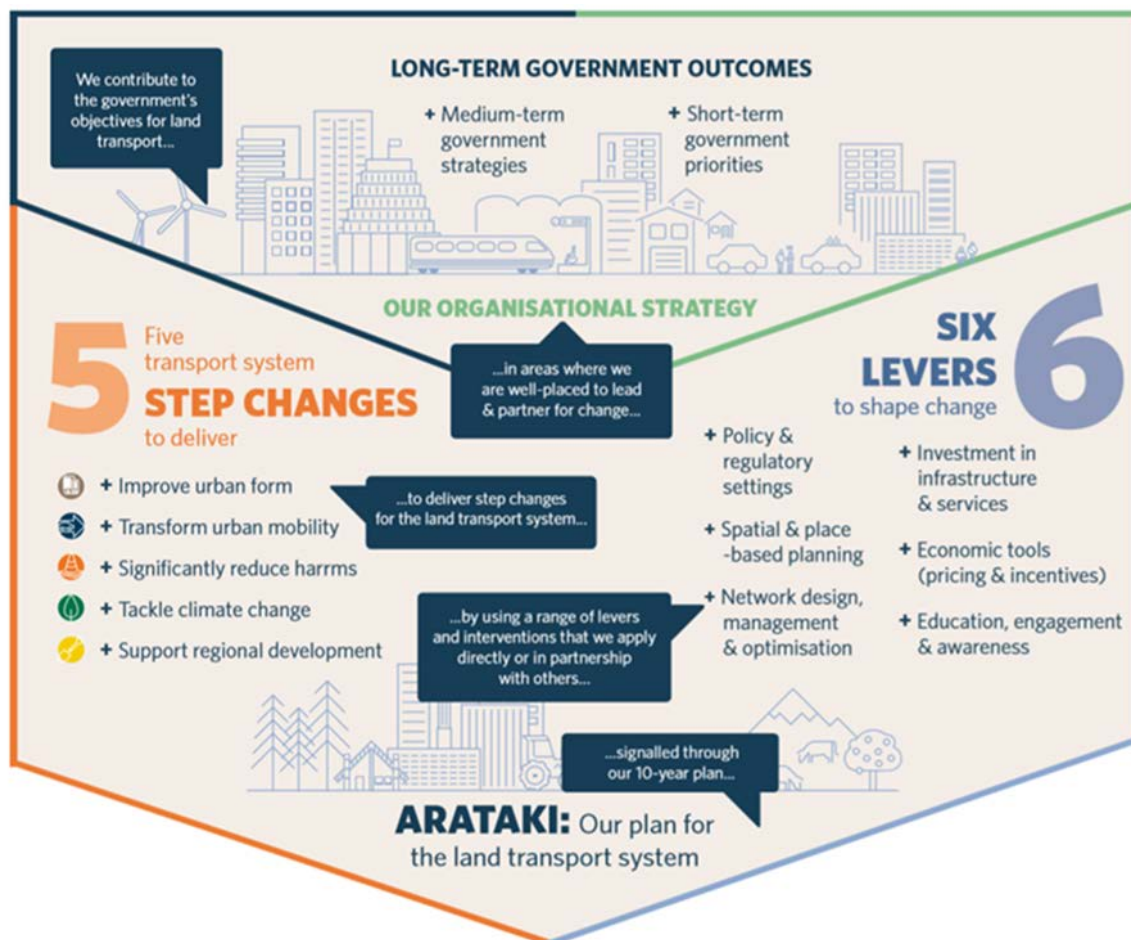 We contribute to
the government's
objectives for land
transport...
LONG-TERM GOVERNMENT OUTCOMES
+ Medium-term
government
strategies
+ Short-term
government
priorities
OUR ORGANISATIONAL STRATEGY
...in areas where we
are well-placed to lead
& partner for change...
5
Five
transport system
STEP CHANGES
to deliver
+ Improve urban form
+ Transform urban mobility
+ Significantly reduce harrms
+ Tackle climate change
+ Support regional development
...to deliver step changes
for the land transport system...
SIX
LEVERS
to shape change
6
+ Policy &
regulatory
settings
+ Spatial & place
-based planning
+ Network design,
management
& optimisation
+ Investment in
infrastructure
& services
+ Economic tools
(pricing & incentives)
+ Education, engagement
& awareness
...by using a range of levers
and interventions that we apply
directly or in partnership
with others...
...signalled through
our 10-year plan...
ARATAKI: Our plan for
the land transport system